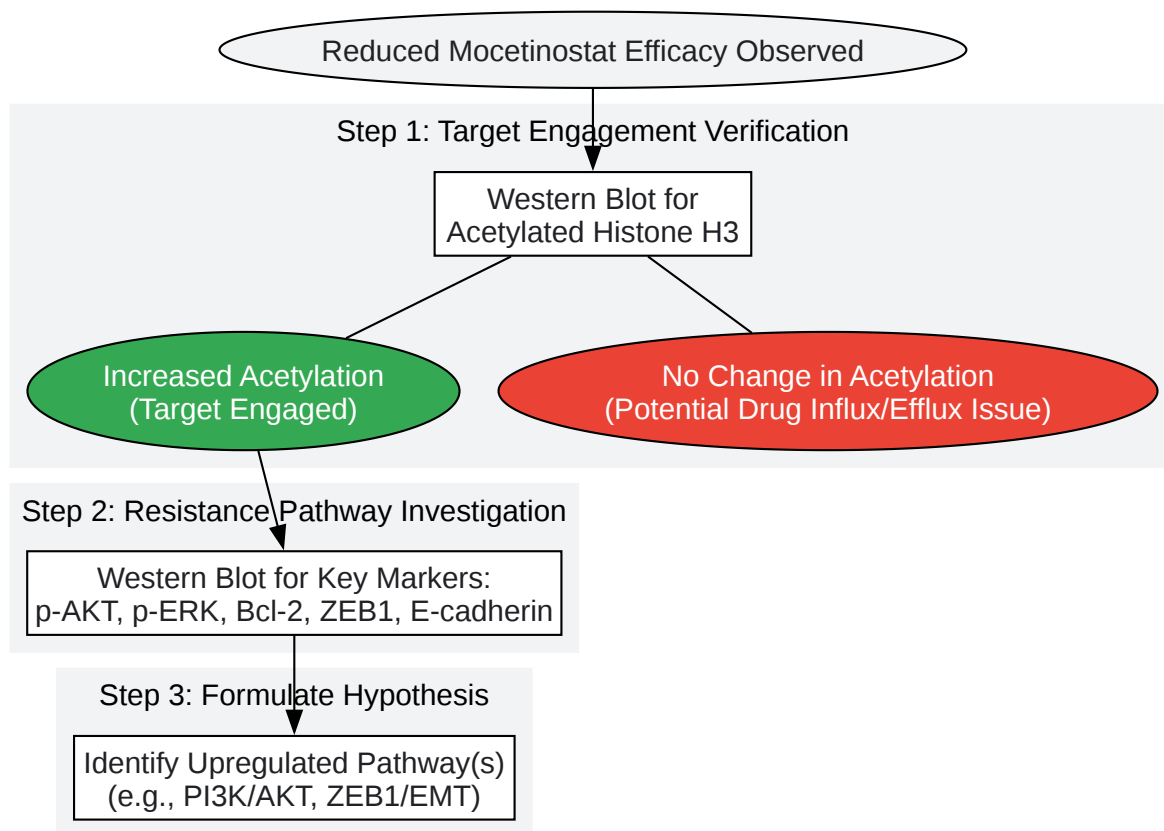 Reduced Mocetinostat Efficacy Observed
Step 1: Target Engagement Verification
Western Blot for
Acetylated Histone H3
Increased Acetylation
(Target Engaged)
No Change in Acetylation
(Potential Drug Influx/Efflux Issue)
Step 2: Resistance Pathway Investigation
Western Blot for Key Markers:
p-AKT, p-ERK, Bcl-2, ZEB1, E-cadherin
Step 3: Formulate Hypothesis
Identify Upregulated Pathway(s)
(e.g., PI3K/AKT, ZEB1/EMT)